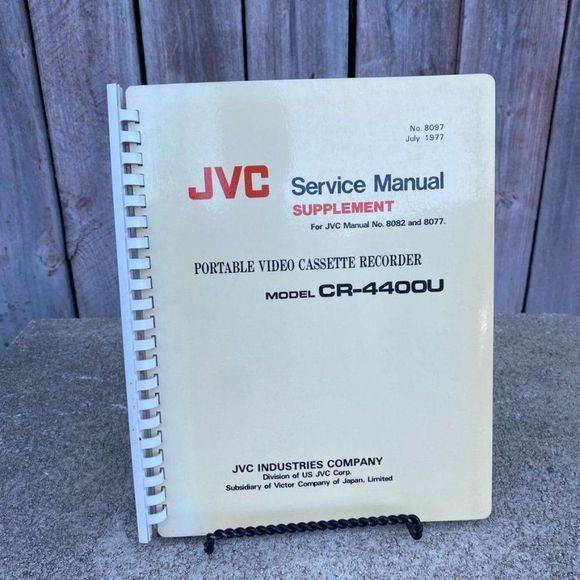 No. 8097
July 1977
JVC Service Manual
SUPPLEMENT
For JVC Manual No. 8082 and 8077.
PORTABLE VIDEO CASSETTE RECORDER
MODEL CR-4400U
JVC INDUSTRIES COMPANY
Division of US JVC Corp.
Subsidiary of Victor Company of Japan, Limited